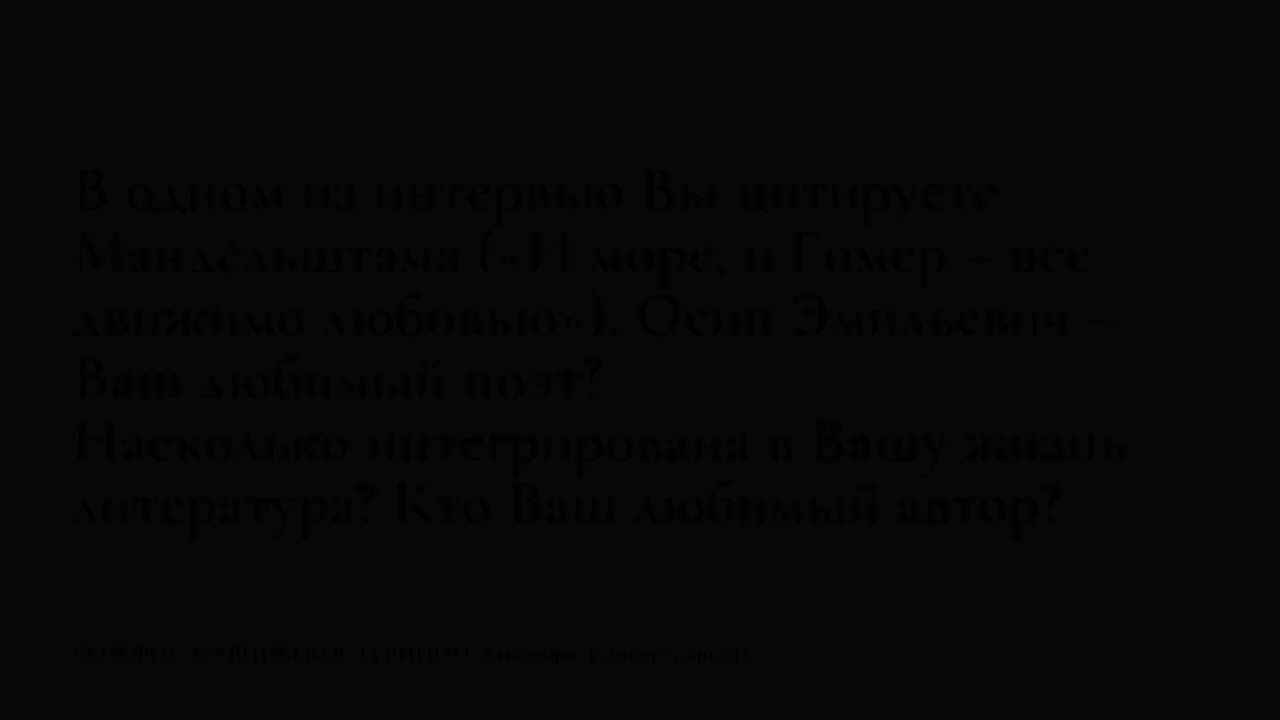 В одном из интервью Вы цитируете
Мандельштама («И море, и Гомер – все
движимо любовью»). Осип Эмильевич –
Ваш любимый поэт?
Насколько интегрирована в Вашу жизнь
литература? Кто Ваш любимый автор?